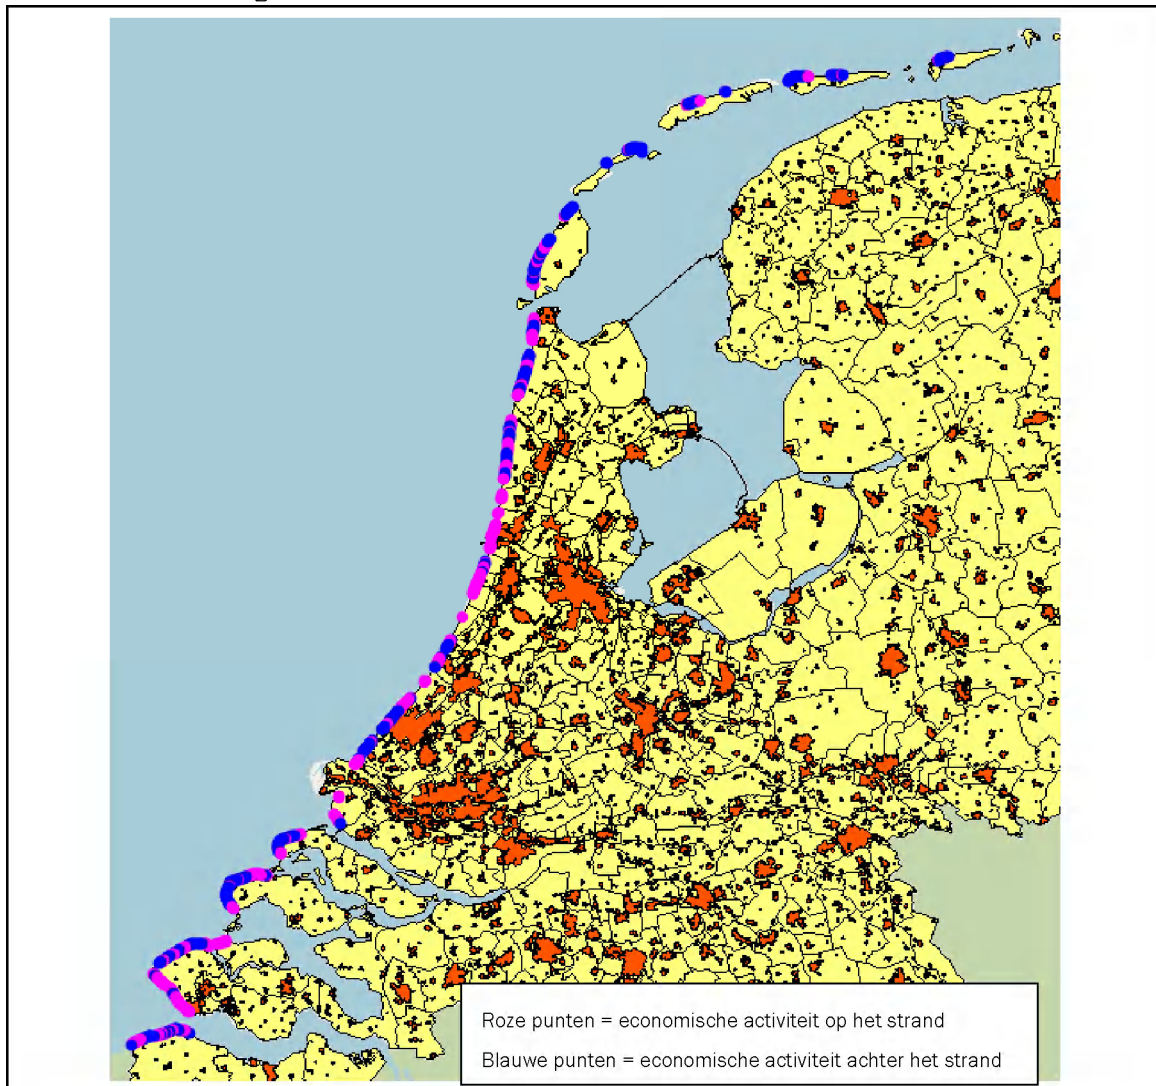 Roze punten = economische activiteit op het strand
Blauwe punten = economische activiteit achter het strand